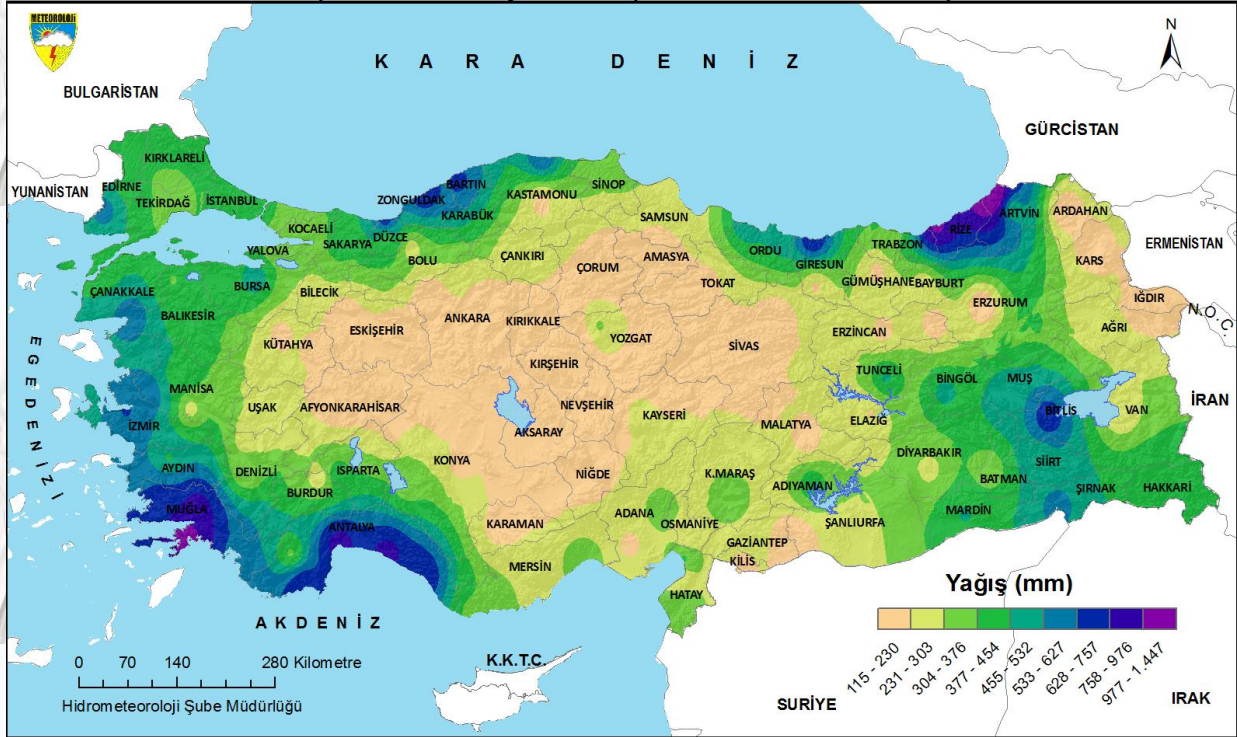 METEOROLOJİ
N
K A R A D E N İ Z
BULGARİSTAN
GÜRCİSTAN
YUNANİSTAN
ERMENİSTAN
N.Ö.C.
İRAN
EGE DENİZİ
KIRKLARELİ
EDİRNE
TEKİRDAĞ
İSTANBUL
KOCAELİ
YALOVA
SAKARYA
DÜZCE
ZONGULDAK
BARTIN
KARABÜK
KASTAMONU
SİNOP
SAMSUN
BOLU
ÇANKIRI
ÇORUM
AMASYA
TOKAT
ORDU
GİRESUN
TRABZON
RİZE
ARTVİN
ARDAHAN
KARS
IĞDIR
GÜMÜŞHANE
BAYBURT
ERZURUM
AĞRI
ÇANAKKALE
BURSA
BİLECİK
BALIKESİR
KÜTAHYA
ESKİŞEHİR
ANKARA
KIRIKKALE
YOZGAT
SİVAS
ERZİNCAN
TUNCELİ
BİNGÖL
MUŞ
BİTLİS
VAN
MANİSA
UŞAK
AFYONKARAHİSAR
KIRŞEHİR
NEVŞEHİR
AKSARAY
KAYSERİ
MALATYA
ELAZIĞ
DİYARBAKIR
BATMAN
SİİRT
ŞIRNAK
HAKKARİ
İZMİR
AYDIN
DENİZLİ
ISPARTA
BURDUR
KONYA
NİĞDE
K.MARAŞ
ADIYAMAN
MARDİN
MUĞLA
ANTALYA
KARAMAN
ADANA
OSMANİYE
ŞANLIURFA
GAZİANTEP
KİLİS
MERSİN
HATAY
A K D E N İ Z
K.K.T.C.
SURİYE
IRAK
0 70 140 280 Kilometre
Hidrometeoroloji Şube Müdürlüğü
Yağış (mm)
115 - 230
231 - 303
304 - 376
377 - 454
455 - 532
533 - 627
628 - 757
758 - 976
977 - 1.447